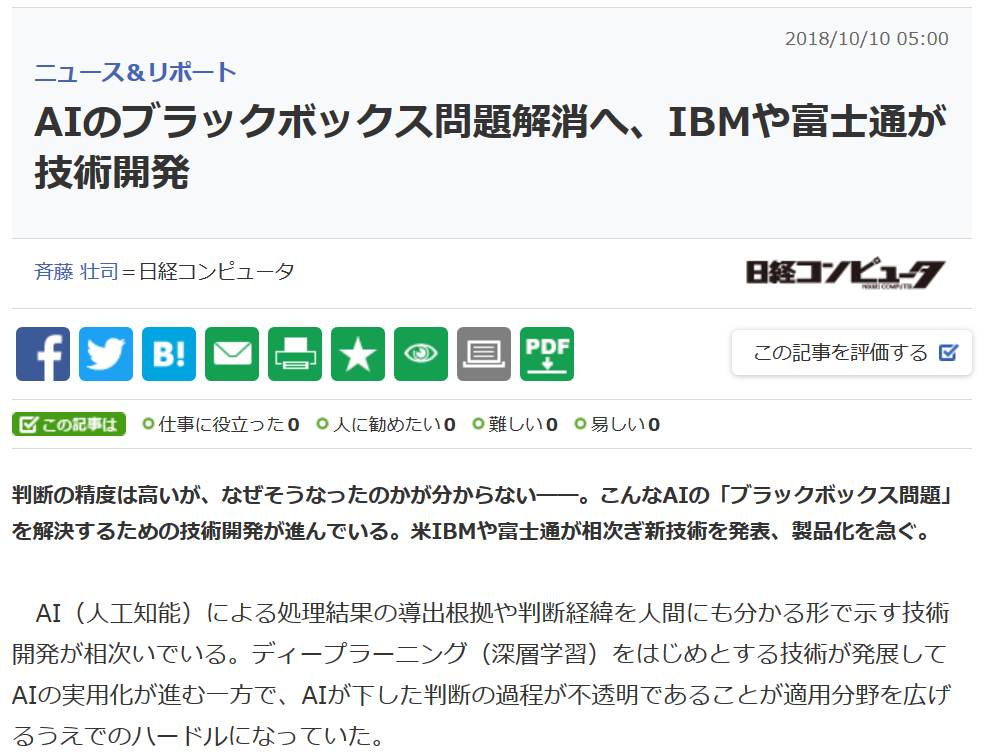 2018/10/10 05:00
ニュース＆リポート
AIのブラックボックス問題解消へ、IBMや富士通が
技術開発
斉藤 壮司＝日経コンピュータ
日経コンピュータ
NIKKEI COMPUTER
f
B!
PDF
この記事を評価する
この記事は 仕事に役立った 0 人に勧めたい 0 難しい 0 易しい 0
判断の精度は高いが、なぜそうなったのかが分からない――。こんなAIの「ブラックボックス問題」
を解決するための技術開発が進んでいる。米IBMや富士通が相次ぎ新技術を発表、製品化を急ぐ。
AI（人工知能）による処理結果の導出根拠や判断経緯を人間にも分かる形で示す技術
開発が相次いでいる。ディープラーニング（深層学習）をはじめとする技術が発展して
AIの実用化が進む一方で、AIが下した判断の過程が不透明であることが適用分野を広げ
るうえでのハードルになっていた。